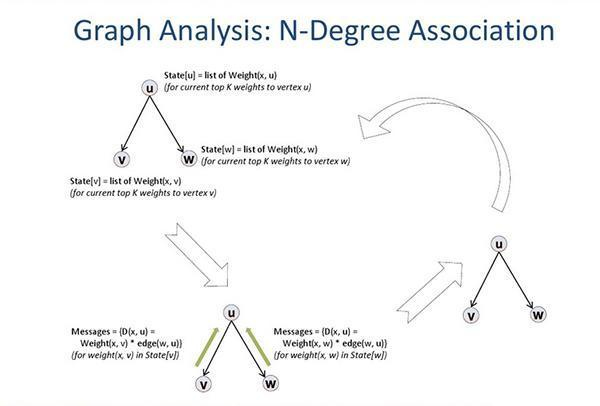 Graph Analysis: N-Degree Association
State[u] = list of Weight(x, u)
(for current top K weights to vertex u)
u
State[w] = list of Weight(x, w)
(for current top K weights to vertex w)
v
w
State[v] = list of Weight(x, v)
(for current top K weights to vertex v)
u
v
w
u
Messages = {D(x, u) =
Weight(x, v) * edge(w, u)}
(for weight(x, v) in State[v])
Messages = {D(x, u) =
Weight(x, w) * edge(w, u)}
(for weight(x, w) in State[w])
v
w